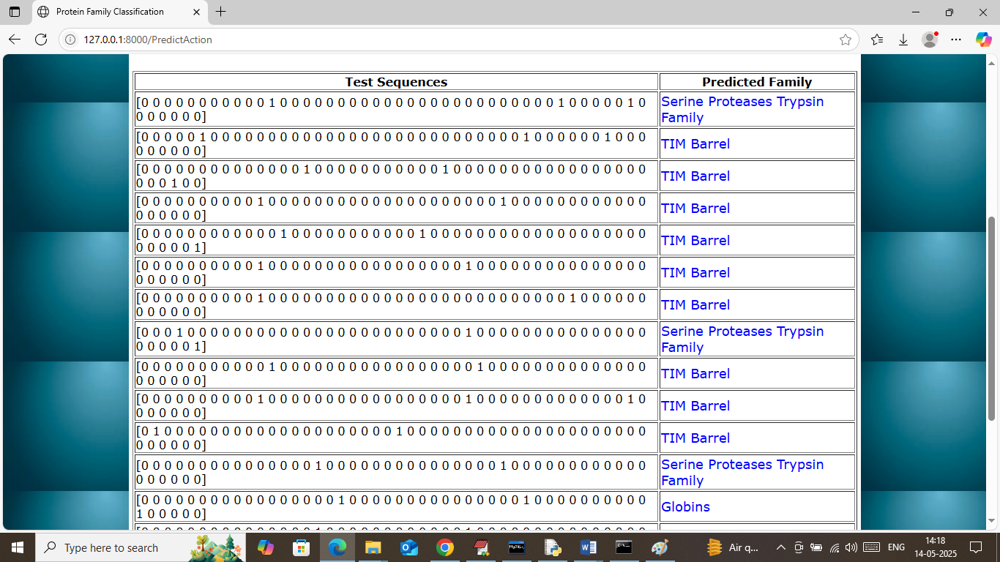 Protein Family Classification
127.0.0.1:8000/PredictAction
Test Sequences Predicted Family
[0 0 0 0 0 0 0 0 0 0 0 1 0 0 0 0 0 0 0 0 0 0 0 0 0 0 0 0 0 0 0 0 0 0 0 0 1 0 0 0 0 0 1 0
0 0 0 0 0 0]
Serine Proteases Trypsin
Family
[0 0 0 0 0 1 0 0 0 0 0 0 0 0 0 0 0 0 0 0 0 0 0 0 0 0 0 0 0 0 0 0 0 1 0 0 0 0 0 0 1 0 0 0
0 0 0 0 0 0]
TIM Barrel
[0 0 0 0 0 0 0 0 0 0 0 0 0 0 1 0 0 0 0 0 0 0 0 0 0 0 1 0 0 0 0 0 0 0 0 0 0 0 0 0 0 0 0 0
0 0 0 1 0 0]
TIM Barrel
[0 0 0 0 0 0 0 0 0 0 1 0 0 0 0 0 0 0 0 0 0 0 0 0 0 0 0 0 0 0 0 1 0 0 0 0 0 0 0 0 0 0 0 0
0 0 0 0 0 0]
TIM Barrel
[0 0 0 0 0 0 0 0 0 0 0 0 1 0 0 0 0 0 0 0 0 0 0 0 1 0 0 0 0 0 0 0 0 0 0 0 0 0 0 0 0 0 0 0
0 0 0 0 0 1]
TIM Barrel
[0 0 0 0 0 0 0 0 0 0 1 0 0 0 0 0 0 0 0 0 0 0 0 0 0 0 0 0 1 0 0 0 0 0 0 0 0 0 0 0 0 0 0 0
0 0 0 0 0 0]
TIM Barrel
[0 0 0 0 0 0 0 0 0 0 1 0 0 0 0 0 0 0 0 0 0 0 0 0 0 0 0 0 0 0 0 0 0 0 0 0 0 1 0 0 0 0 0 0
0 0 0 0 0 0]
TIM Barrel
[0 0 0 1 0 0 0 0 0 0 0 0 0 0 0 0 0 0 0 0 0 0 0 0 0 0 0 0 1 0 0 0 0 0 0 0 0 0 0 0 0 0 0 0
0 0 0 0 0 1]
Serine Proteases Trypsin
Family
[0 0 0 0 0 0 0 0 0 0 0 1 0 0 0 0 0 0 0 0 0 0 0 0 0 0 0 0 0 1 0 0 0 0 0 0 0 0 0 0 0 0 0 0
0 0 0 0 0 0]
TIM Barrel
[0 0 0 0 0 0 0 0 0 0 1 0 0 0 0 0 0 0 0 0 0 0 0 0 0 0 0 0 1 0 0 0 0 0 0 0 0 0 0 0 0 0 1 0
0 0 0 0 0 0]
TIM Barrel
[0 1 0 0 0 0 0 0 0 0 0 0 0 0 0 0 0 0 0 0 0 0 1 0 0 0 0 0 0 0 0 0 0 0 0 0 0 0 0 0 0 0 0 0
0 0 0 0 0 0]
TIM Barrel
[0 0 0 0 0 0 0 0 0 0 0 0 0 0 0 1 0 0 0 0 0 0 0 0 0 0 0 0 0 0 0 1 0 0 0 0 0 0 0 0 0 0 0 0
0 0 0 0 0 0]
Serine Proteases Trypsin
Family
[0 0 0 0 0 0 0 0 0 0 0 0 0 0 0 0 0 1 0 0 0 0 0 0 0 0 0 0 0 0 0 0 0 1 0 0 0 0 0 0 0 0 0 0
1 0 0 0 0 0]
Globins
Type here to search
Air q...
ENG
14:18
14-05-2025